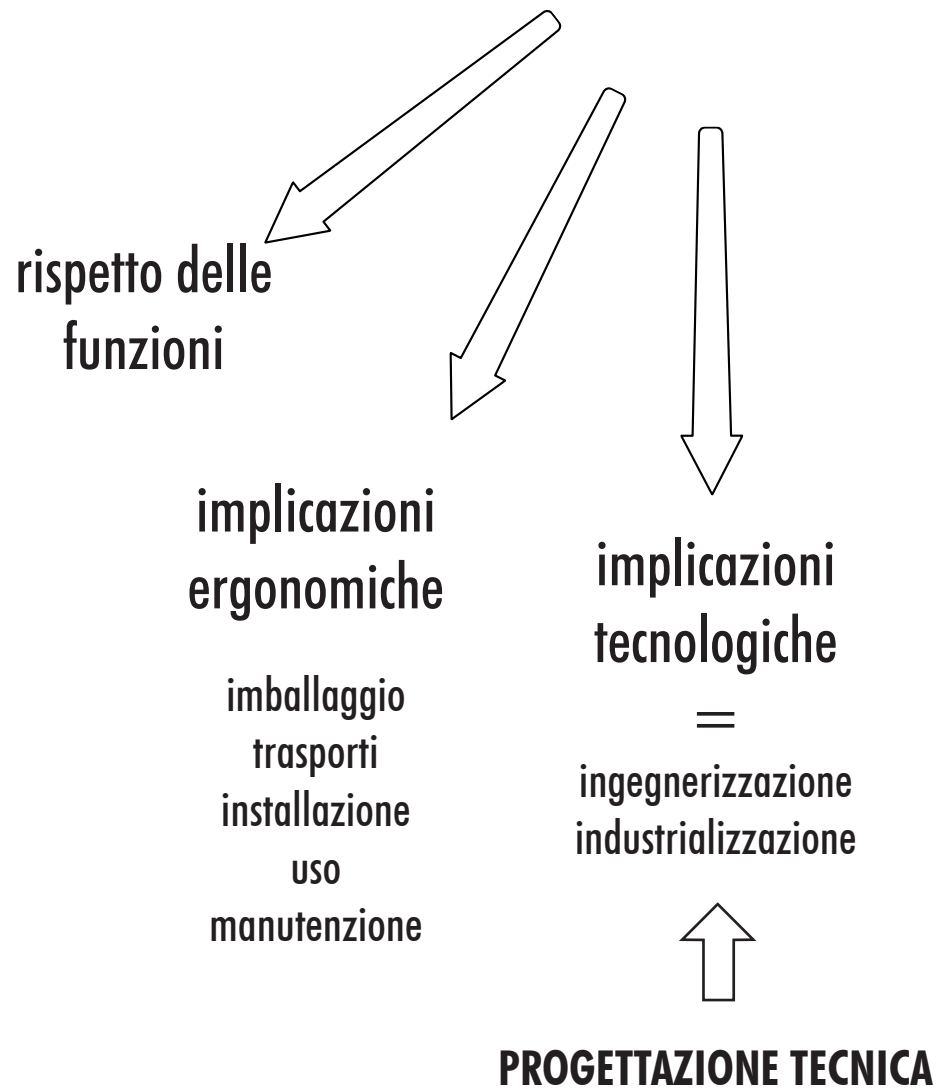 rispetto delle
funzioni
implicazioni
ergonomiche
imballaggio
trasporti
installazione
uso
manutenzione
implicazioni
tecnologiche
=
ingegnerizzazione
industrializzazione
PROGETTAZIONE TECNICA